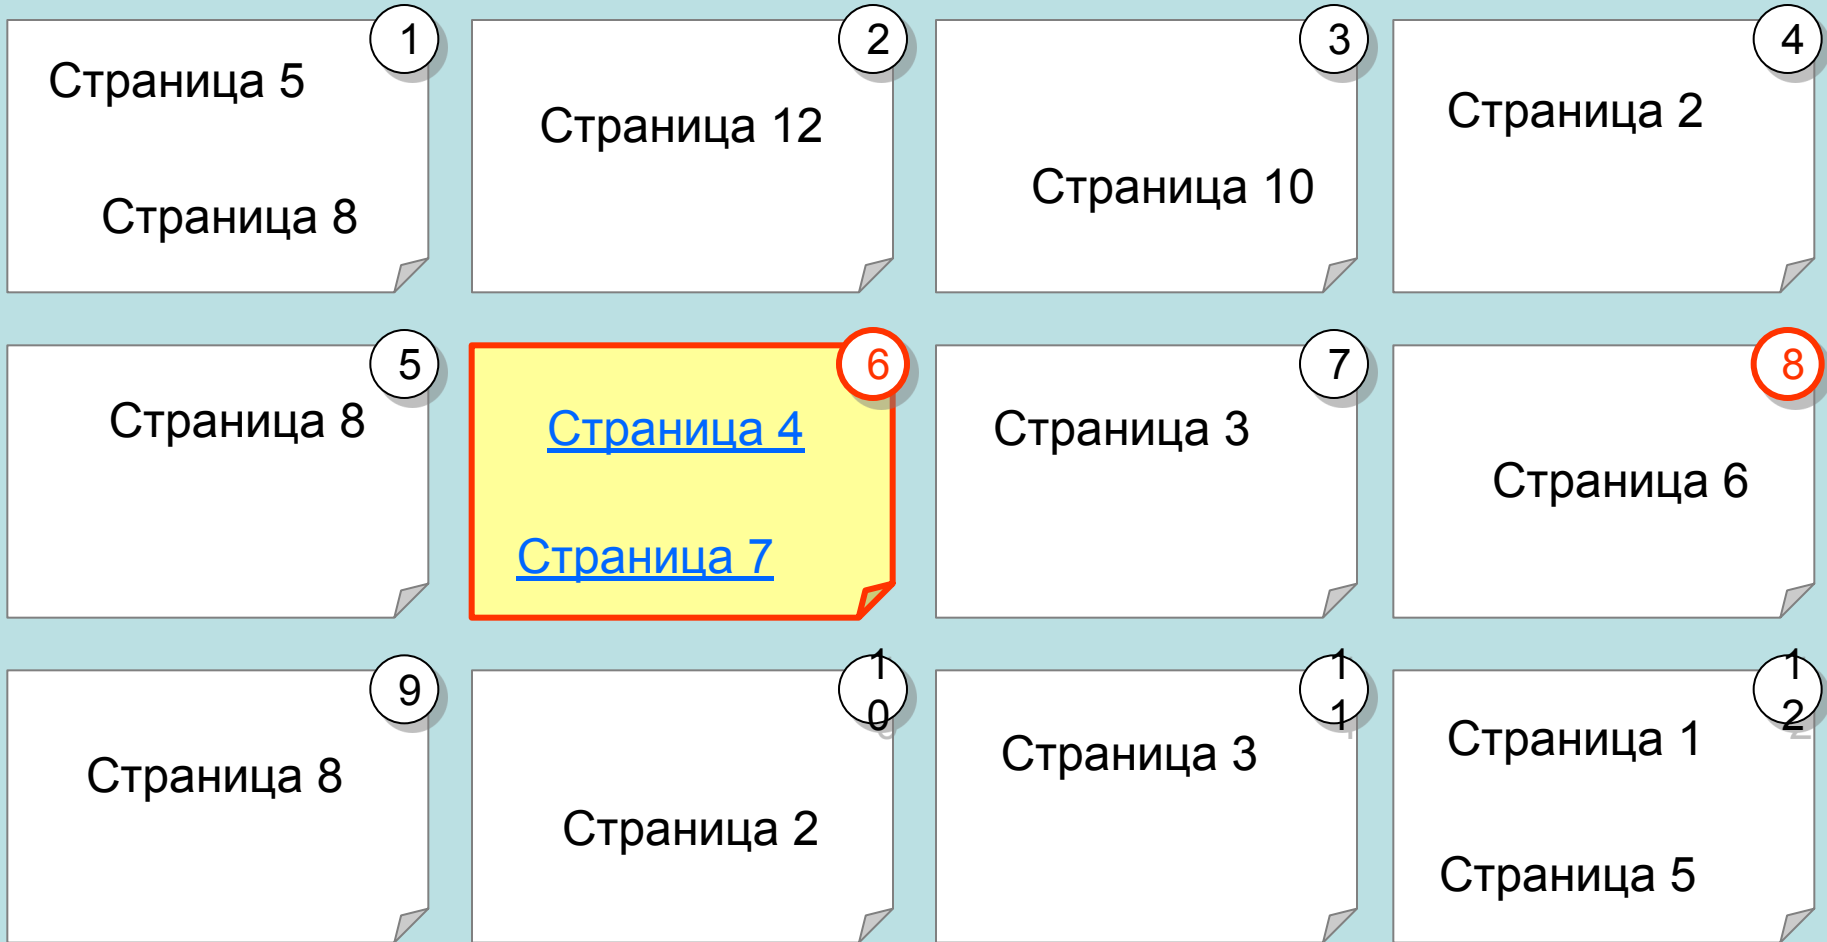 1
Страница 5
Страница 8
2
Страница 12
3
Страница 10
4
Страница 2
5
Страница 8
6
Страница 4
Страница 7
7
Страница 3
8
Страница 6
9
Страница 8
10
Страница 2
11
Страница 3
12
Страница 1
Страница 5